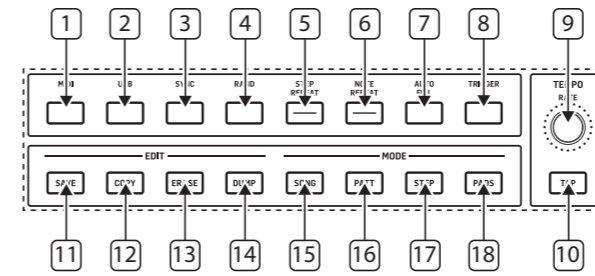 1 2 3 4 5 6 7 8 9
MIDI USB SYNC RAND STEP REPEAT NOTE REPEAT AUTO FILL TRIGGER TEMPO
RATE
EDIT MODE
SAVE COPY ERASE DUMP SONG PATT STEP PADS TAP
11 12 13 14 15 16 17 18 10